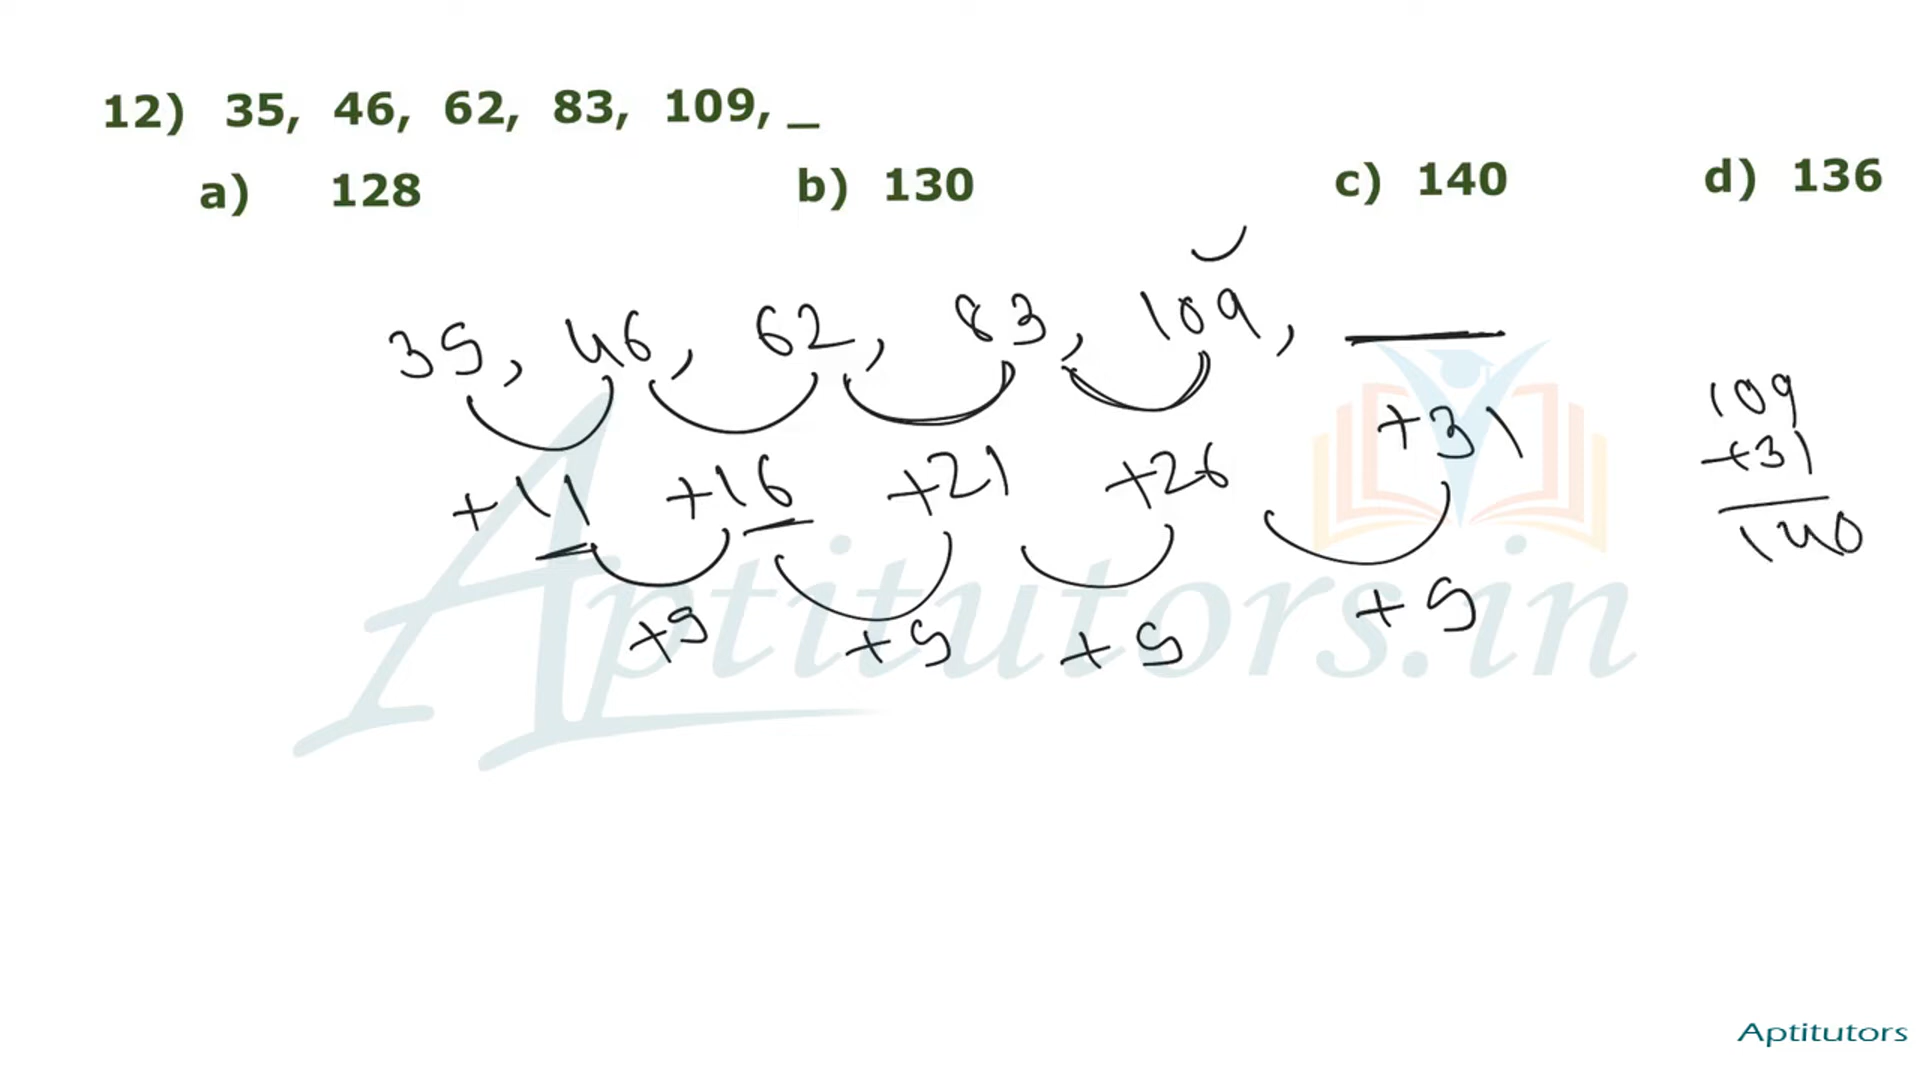 12) 35, 46, 62, 83, 109, _
a) 128 b) 130 c) 140 d) 136
35, 46, 62, 83, 109, __
+11 +16 +21 +26 +31
+5 +5 +5 +5
109
+31
140
Aptitutors.in
Aptitutors